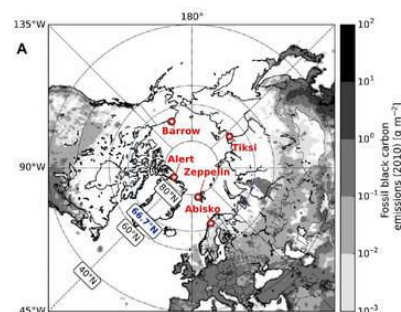 180°
135°W
A
Barrow
Tiksi
Alert
Zeppelin
90°W
80°N
Abisko
66.7°N
60°N
40°N
45°W
10²
10¹
10⁰
10⁻¹
10⁻²
10⁻³
Fossil black carbon
emissions (2010) [g m⁻²]